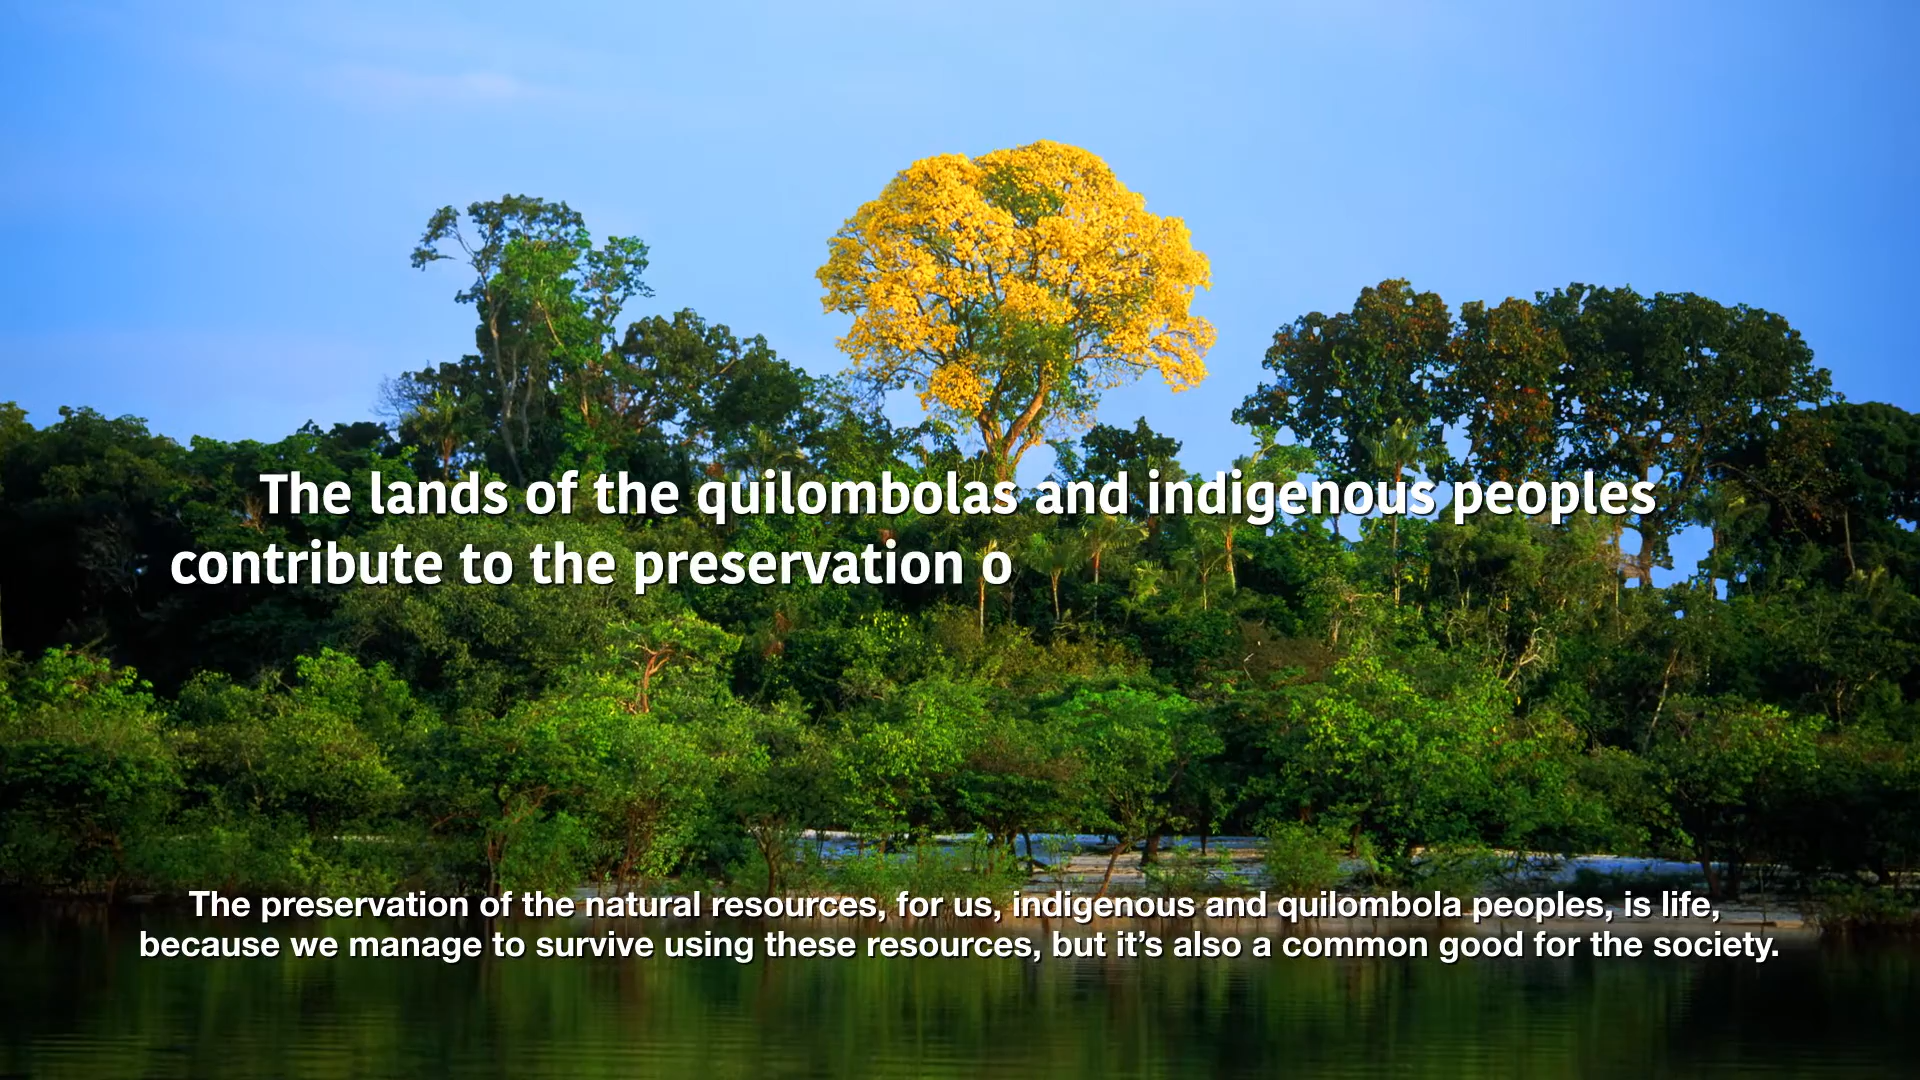 The lands of the quilombolas and indigenous peoples
contribute to the preservation o
The preservation of the natural resources, for us, indigenous and quilombola peoples, is life,
because we manage to survive using these resources, but it’s also a common good for the society.